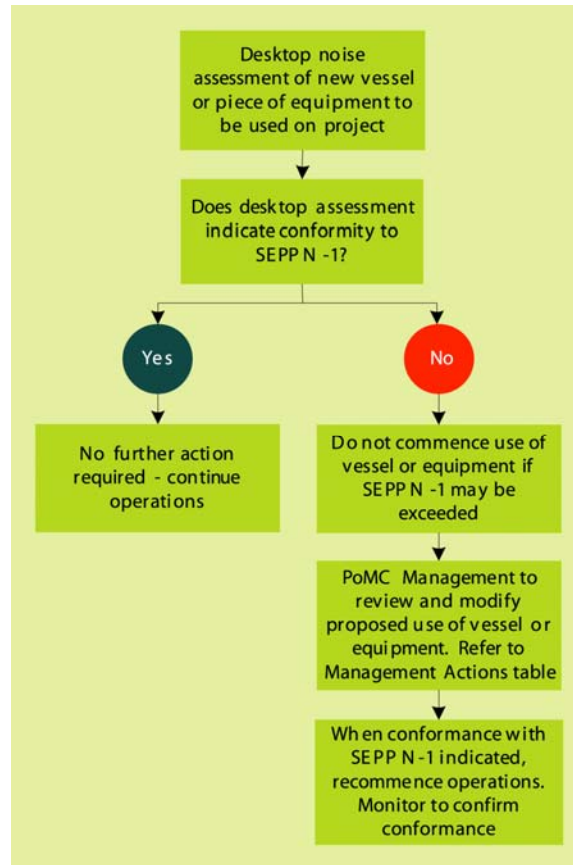 Desktop noise
assessment of new vessel
or piece of equipment to
be used on project
Does desktop assessment
indicate conformity to
SEPP N -1?
Yes
No
No further action
required - continue
operations
Do not commence use of
vessel or equipment if
SEPP N -1 may be
exceeded
PoMC Management to
review and modify
proposed use of vessel or
equipment. Refer to
Management Actions table
When conformance with
SEPP N -1 indicated,
recommence operations.
Monitor to confirm
conformance